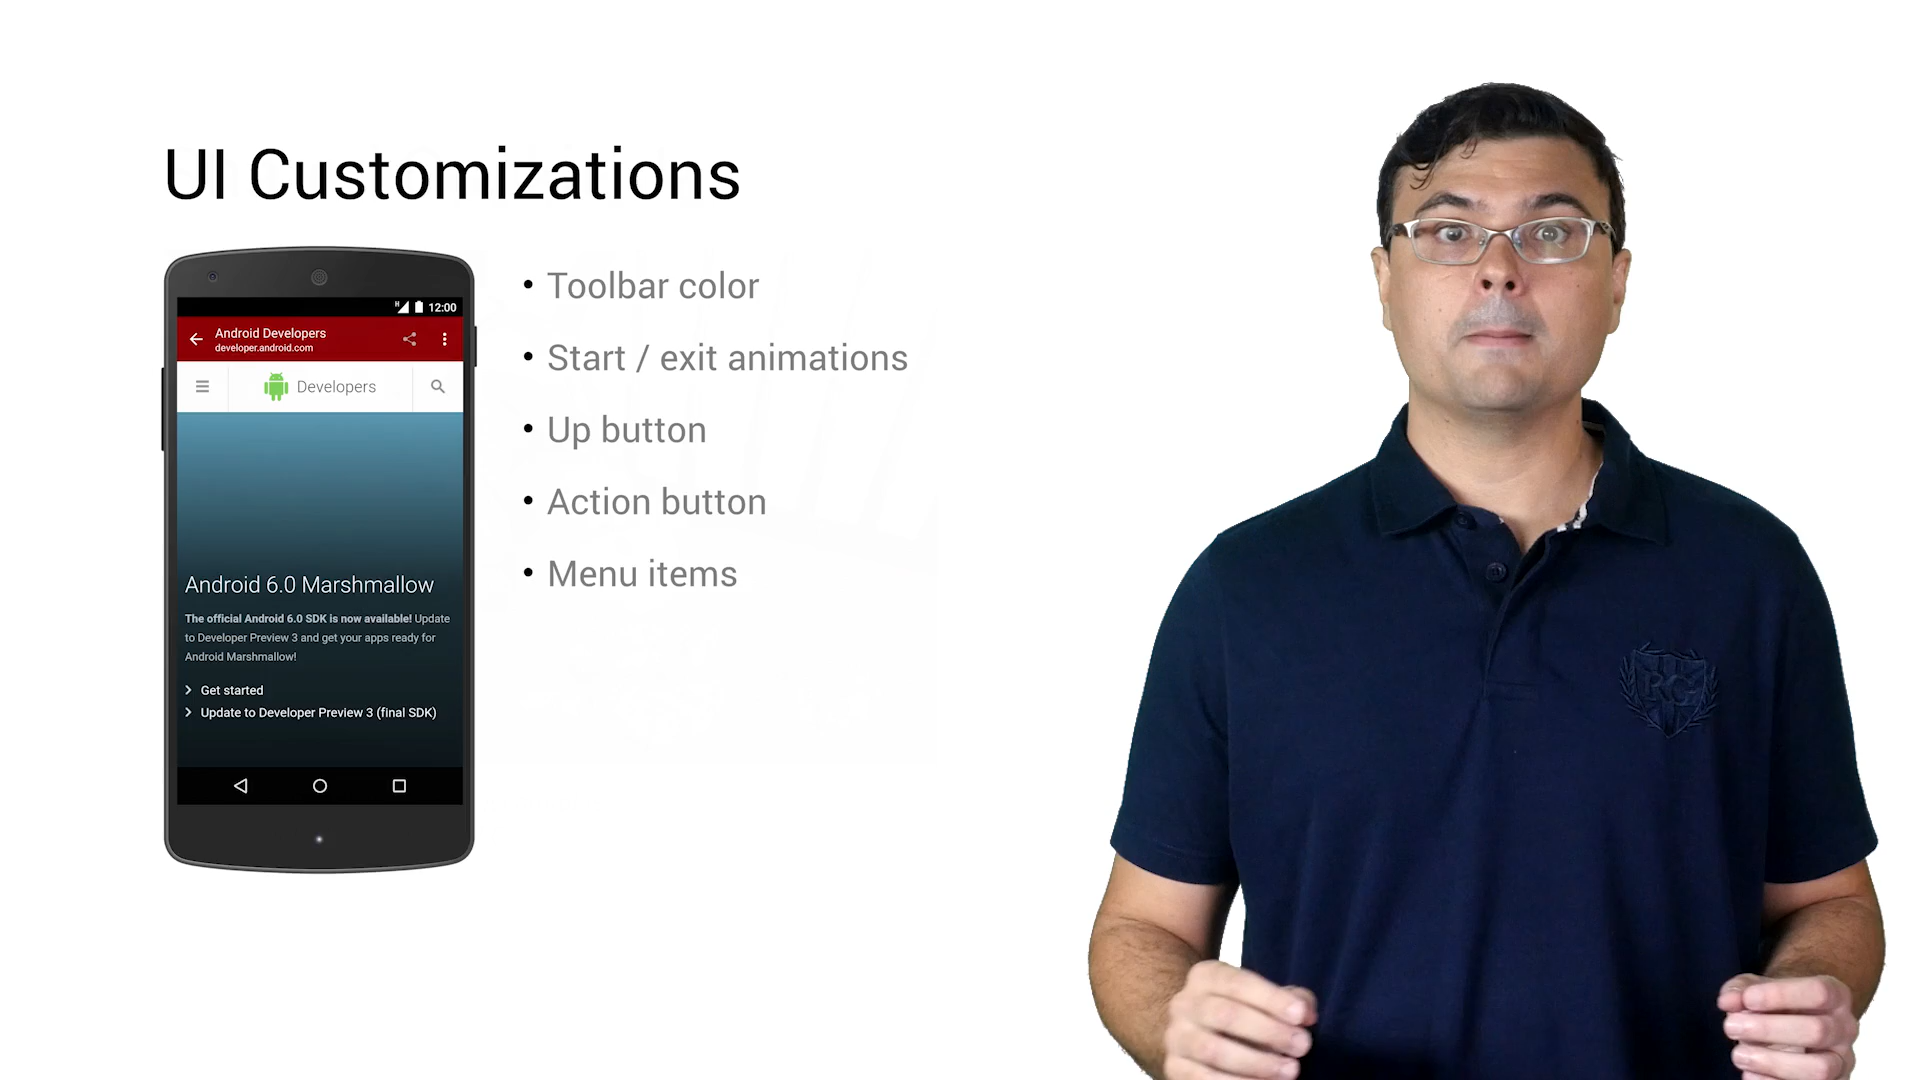 UI Customizations
H 12:00
Android Developers
developer.android.com
Developers
Android 6.0 Marshmallow
The official Android 6.0 SDK is now available! Update
to Developer Preview 3 and get your apps ready for
Android Marshmallow!
Get started
Update to Developer Preview 3 (final SDK)
• Toolbar color
• Start / exit animations
• Up button
• Action button
• Menu items
RG